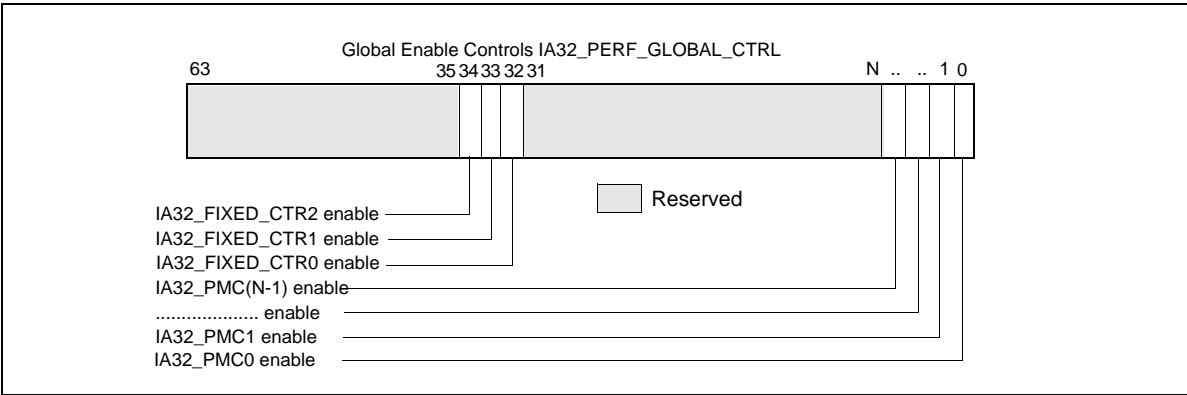 Global Enable Controls IA32_PERF_GLOBAL_CTRL
63 35 34 33 32 31 N .. .. 1 0
Reserved
IA32_FIXED_CTR2 enable
IA32_FIXED_CTR1 enable
IA32_FIXED_CTR0 enable
IA32_PMC(N-1) enable
.................... enable
IA32_PMC1 enable
IA32_PMC0 enable